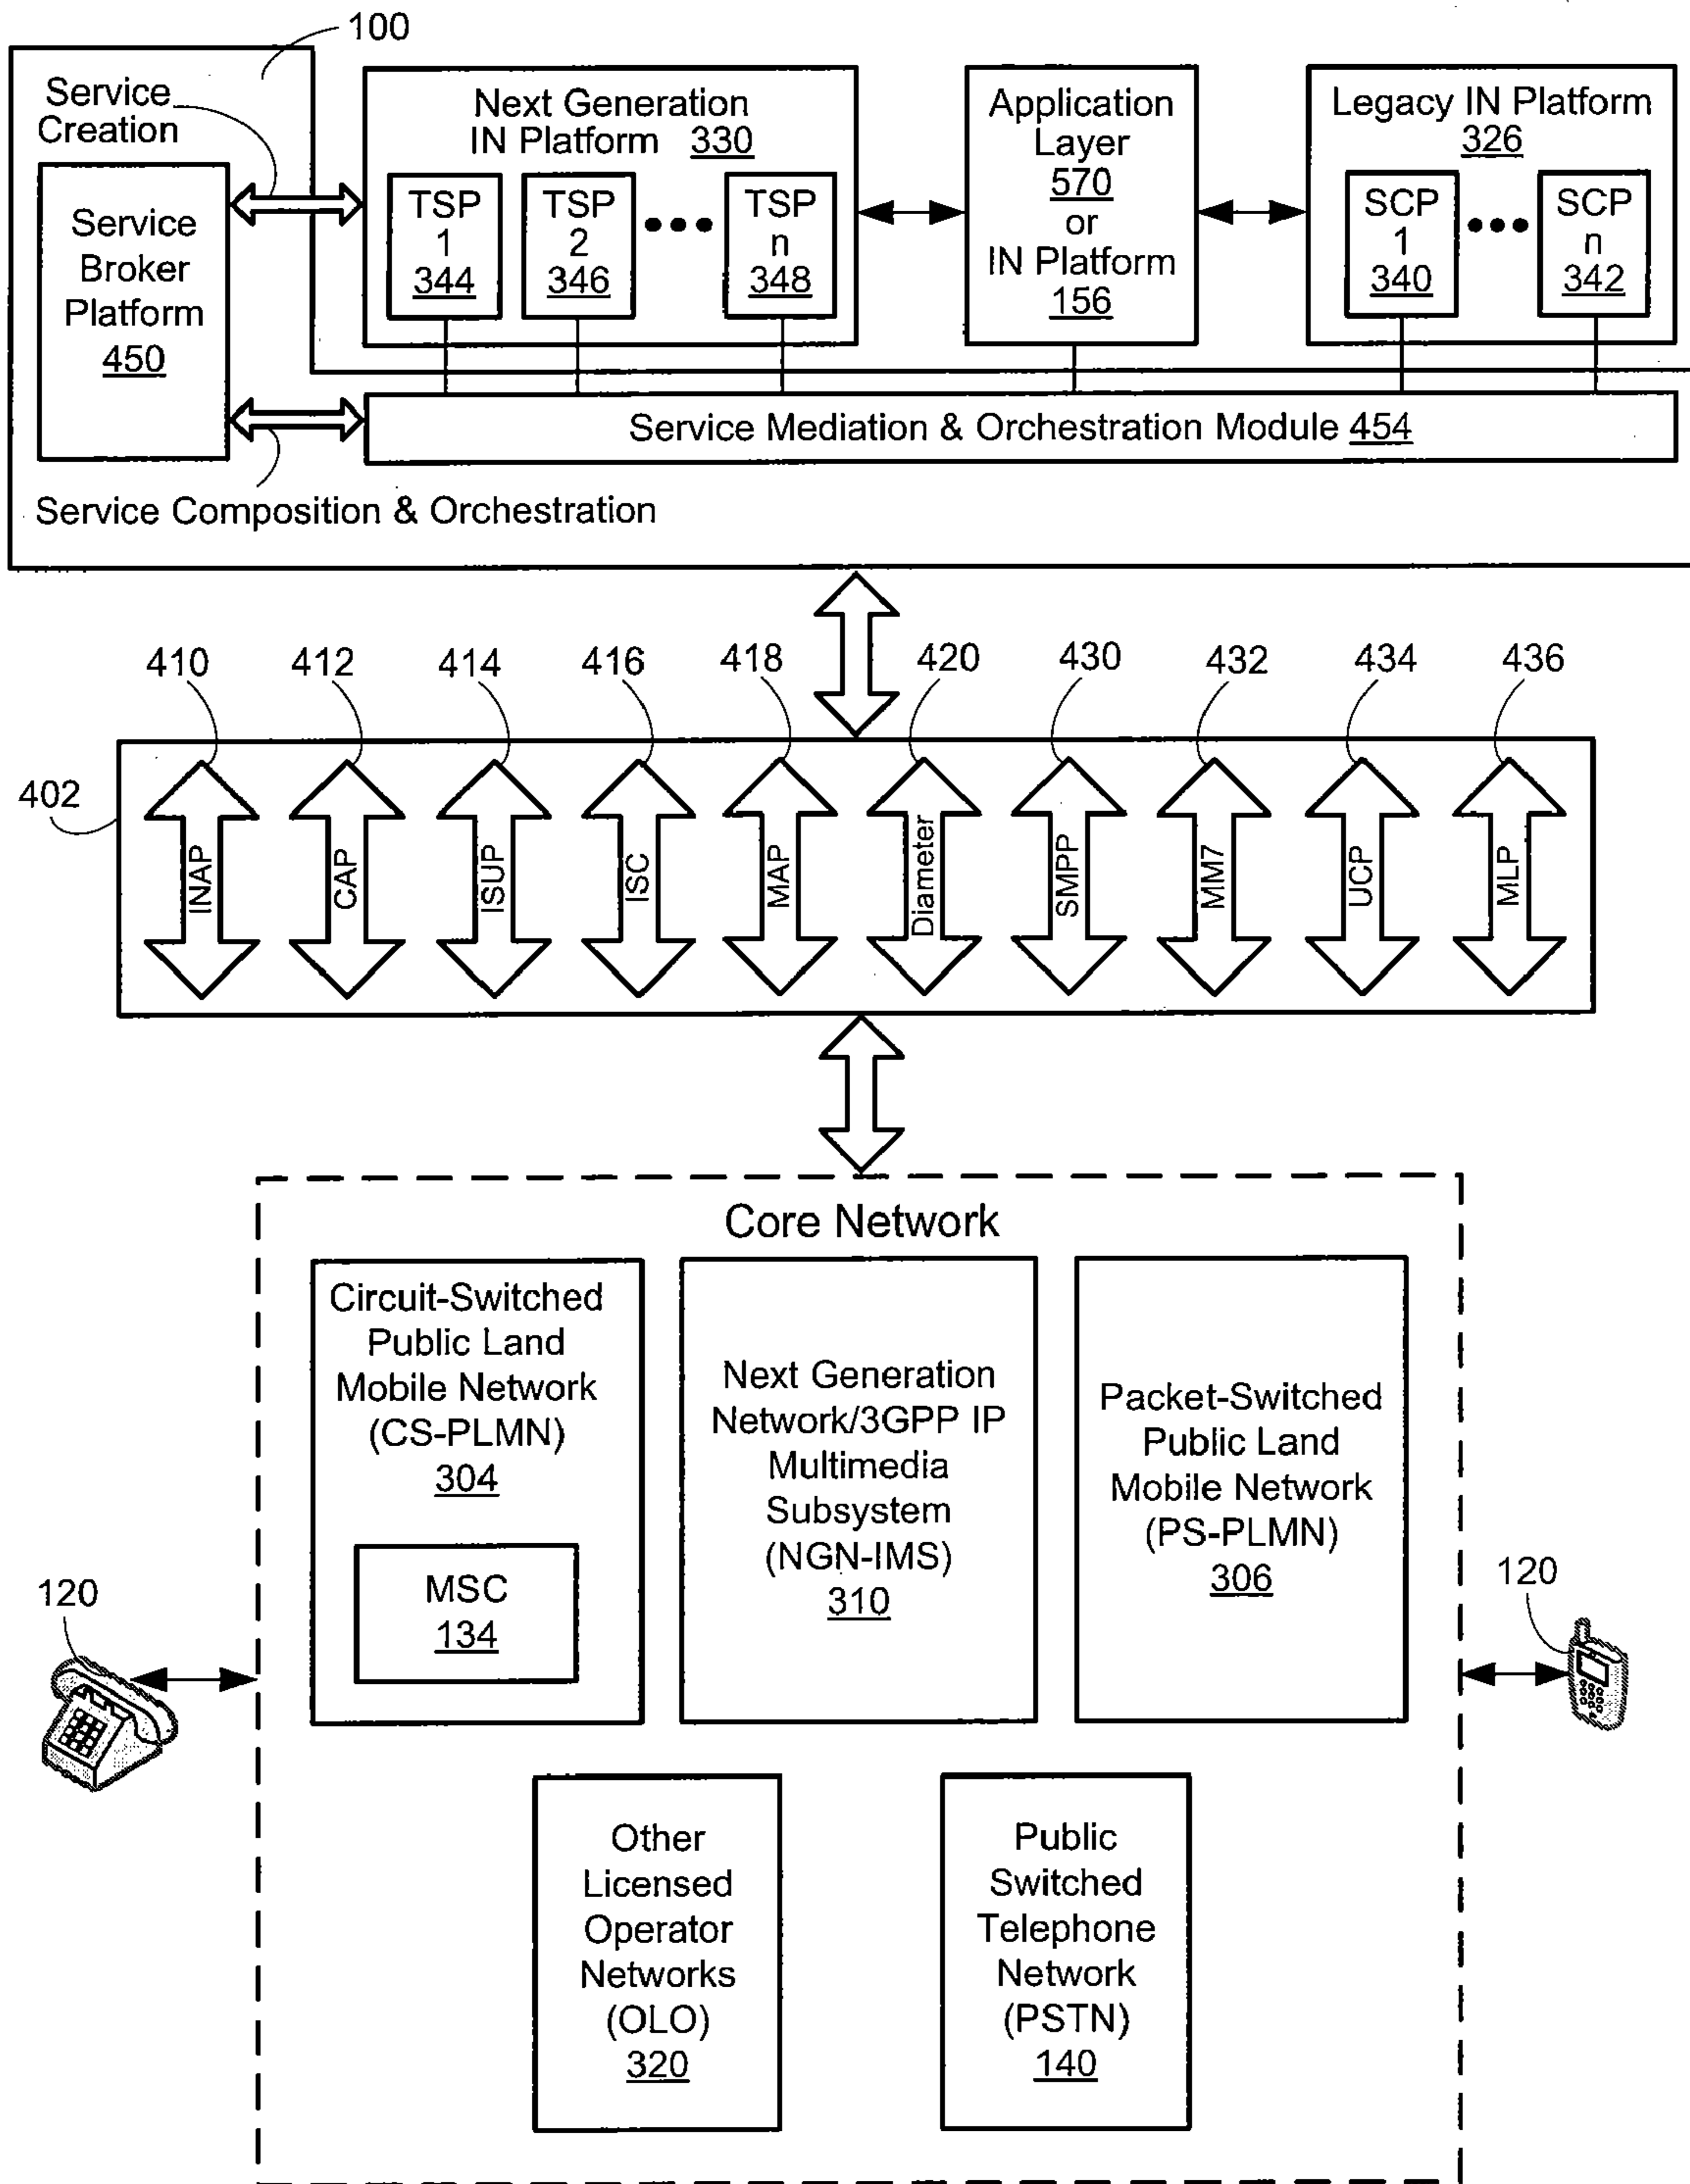 100
Service
Creation
Service
Broker
Platform
450
Next Generation
IN Platform 330
TSP
1
344
TSP
2
346
TSP
n
348
Application
Layer
570
or
IN Platform
156
Legacy IN Platform
326
SCP
1
340
SCP
n
342
Service Mediation & Orchestration Module 454
Service Composition & Orchestration
410
412
414
416
418
420
430
432
434
436
402
INAP
CAP
ISUP
ISC
MAP
Diameter
SMPP
MM7
UCP
MLP
Core Network
Circuit-Switched
Public Land
Mobile Network
(CS-PLMN)
304
MSC
134
Next Generation
Network/3GPP IP
Multimedia
Subsystem
(NGN-IMS)
310
Packet-Switched
Public Land
Mobile Network
(PS-PLMN)
306
120
120
Other
Licensed
Operator
Networks
(OLO)
320
Public
Switched
Telephone
Network
(PSTN)
140